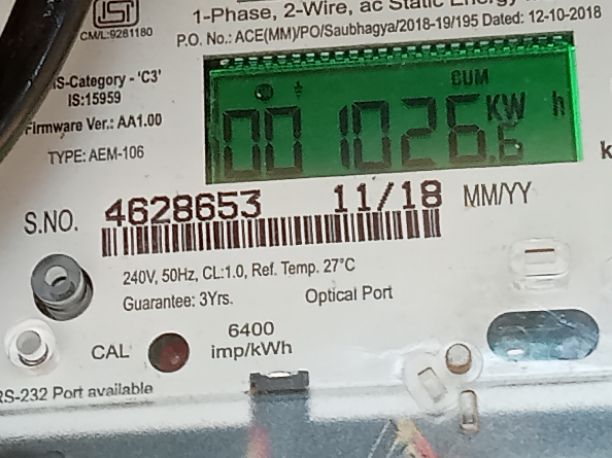 ISI
CM/L:9281180
1-Phase, 2-Wire, ac Static Energy
P.O. No.: ACE(MM)/PO/Saubhagya/2018-19/195 Dated: 12-10-2018
IS-Category - 'C3'
IS:15959
Firmware Ver.: AA1.00
TYPE: AEM-106
CUM
001026.6 KW h
k
S.NO. 4628653 11/18 MM/YY
240V, 50Hz, CL:1.0, Ref. Temp. 27°C
Guarantee: 3Yrs. Optical Port
CAL 6400
imp/kWh
RS-232 Port available